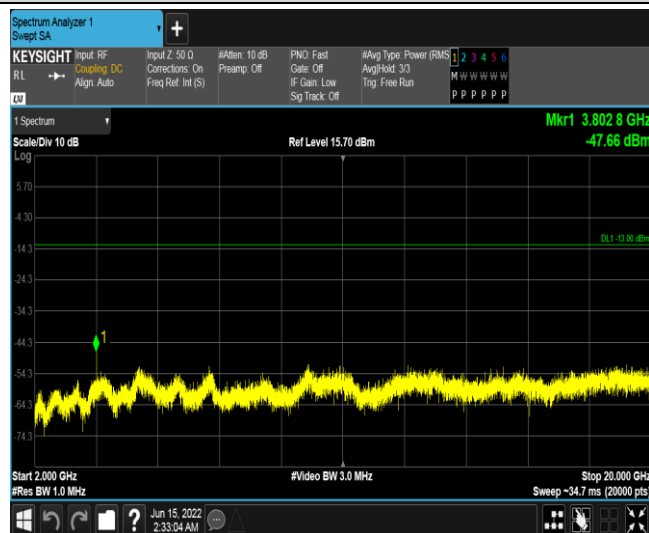 Spectrum Analyzer 1
Swept SA
+
KEYSIGHT Input: RF Input Z: 50 Ω #Atten: 10 dB PNO: Fast #Avg Type: Power (RMS 1 2 3 4 5 6
RL Coupling: DC Corrections: On Preamp: Off Gate: Off Avg|Hold: 3/3 M W W W W W
Align: Auto Freq Ref: Int (S) IF Gain: Low Trig: Free Run
Sig Track: Off P P P P P P
LXI
1 Spectrum Mkr1 3.802 8 GHz
Scale/Div 10 dB Ref Level 15.70 dBm -47.66 dBm
Log
5.70
-4.30
DL1 -13.00 dBm
-14.3
-24.3
-34.3
-44.3
1
-54.3
-64.3
-74.3
Start 2.000 GHz #Video BW 3.0 MHz Stop 20.000 GHz
#Res BW 1.0 MHz Sweep ~34.7 ms (20000 pts)
? Jun 15, 2022
2:33:04 AM